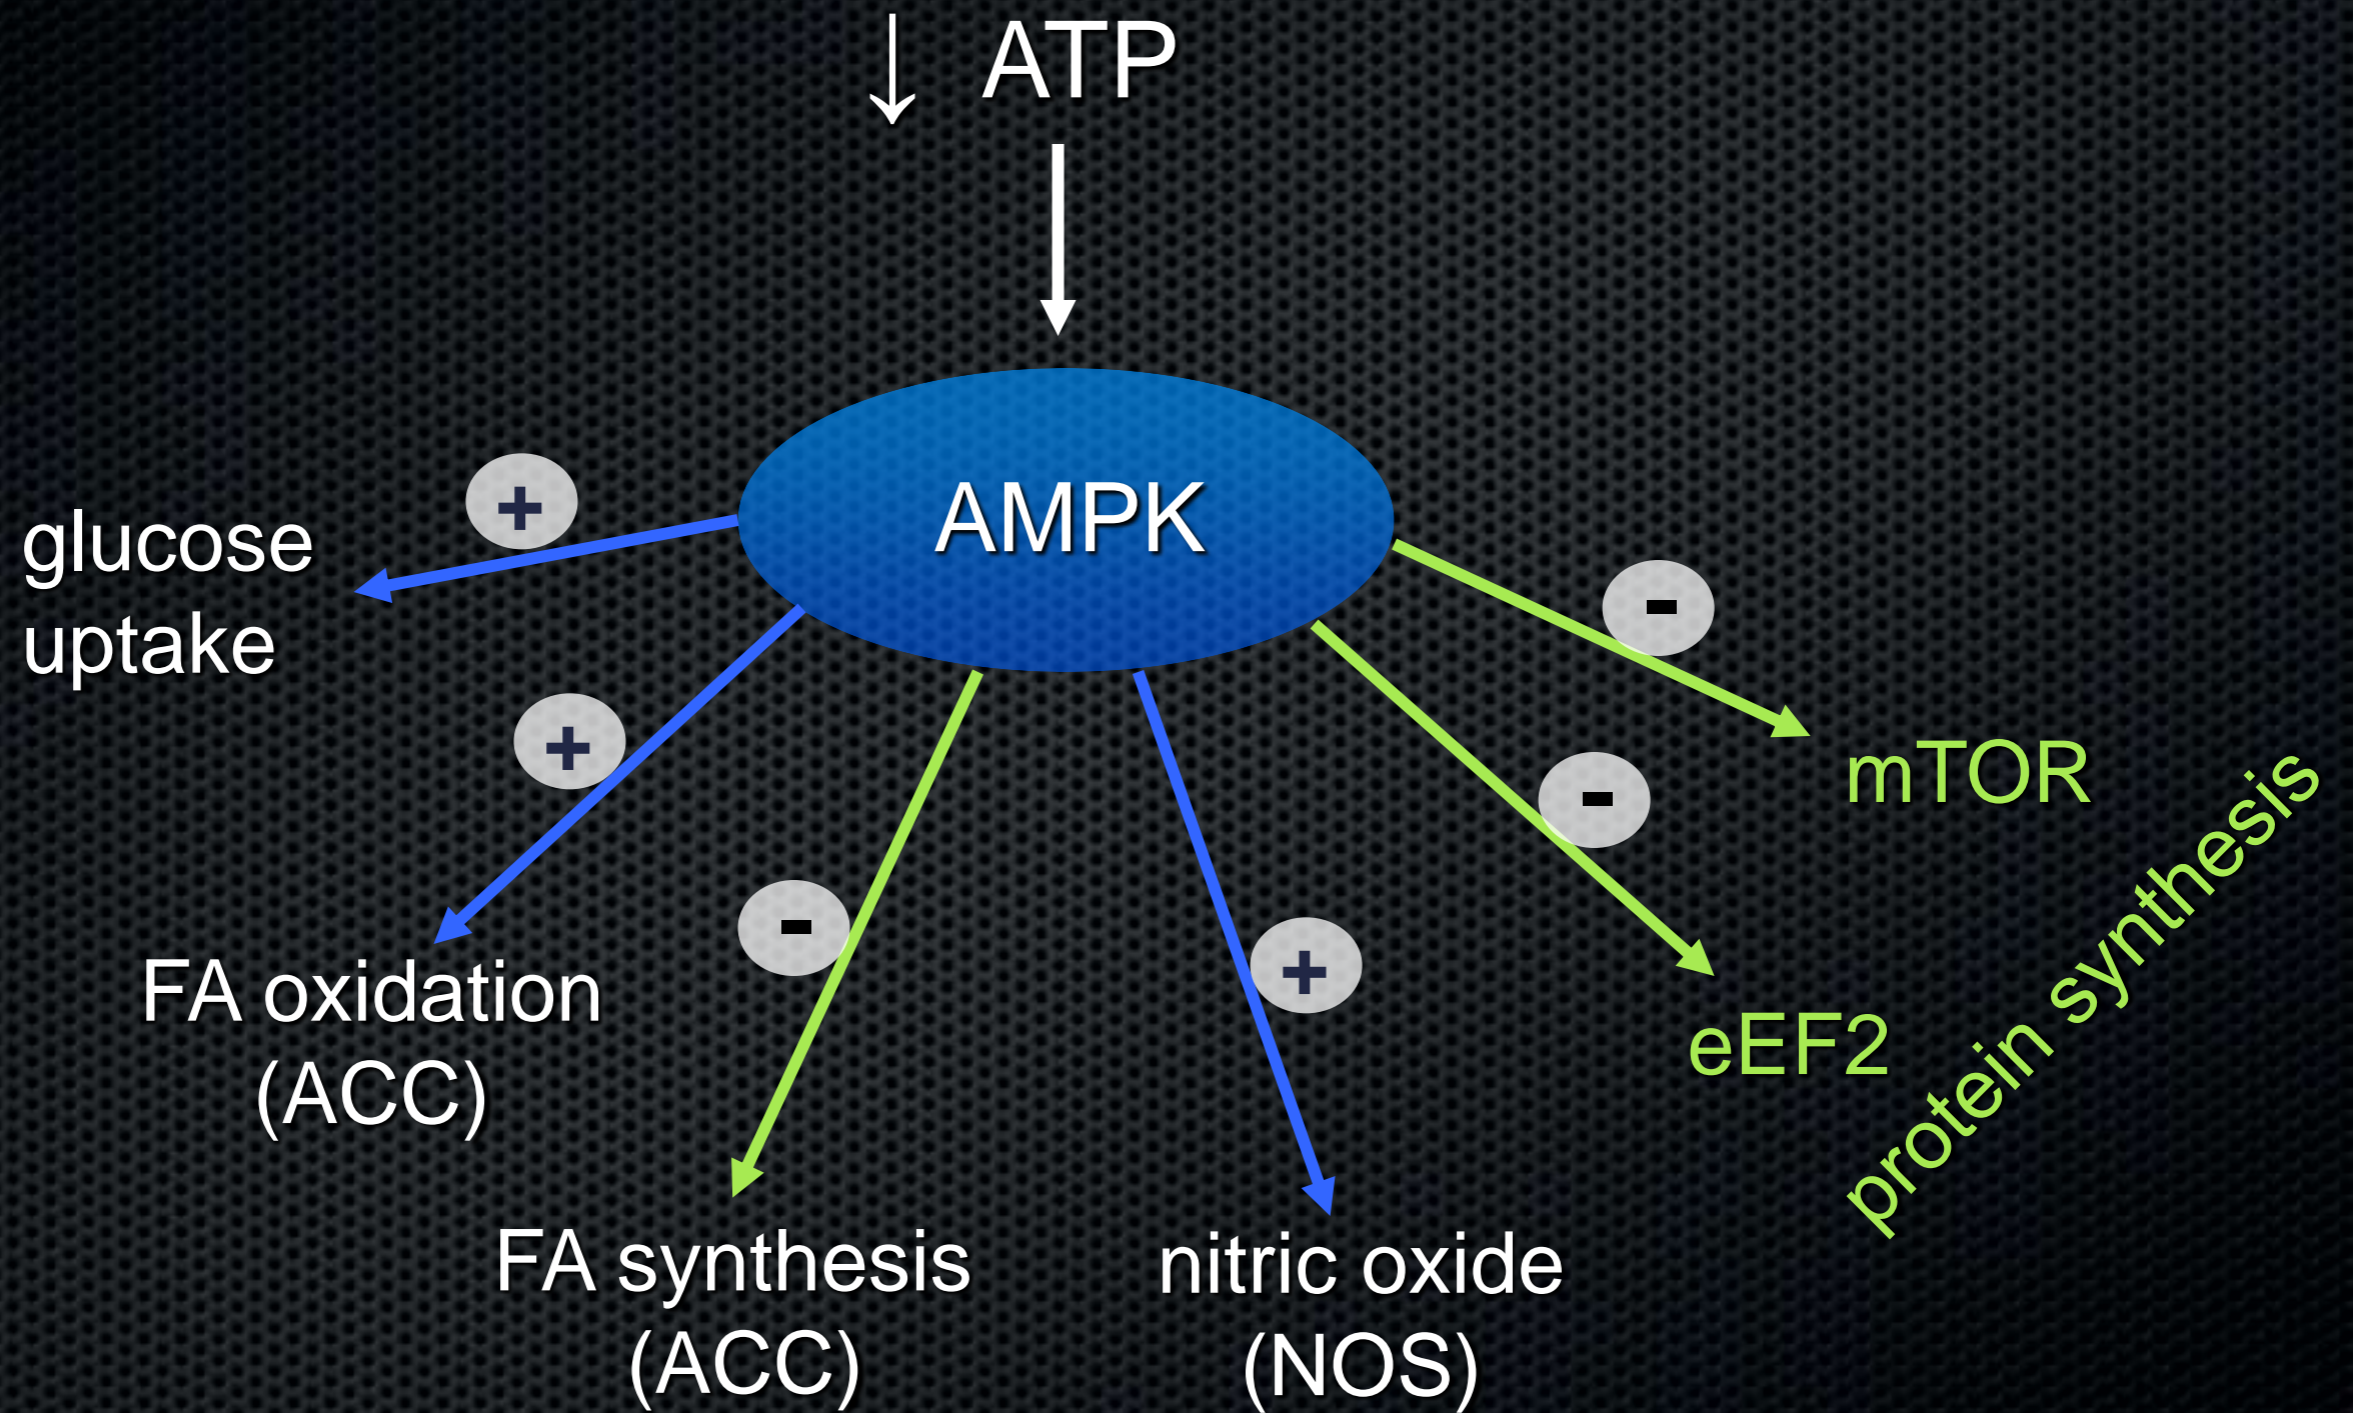 ↓ ATP
AMPK
+
glucose
uptake
+
FA oxidation
(ACC)
-
FA synthesis
(ACC)
+
nitric oxide
(NOS)
-
eEF2
-
mTOR
protein synthesis